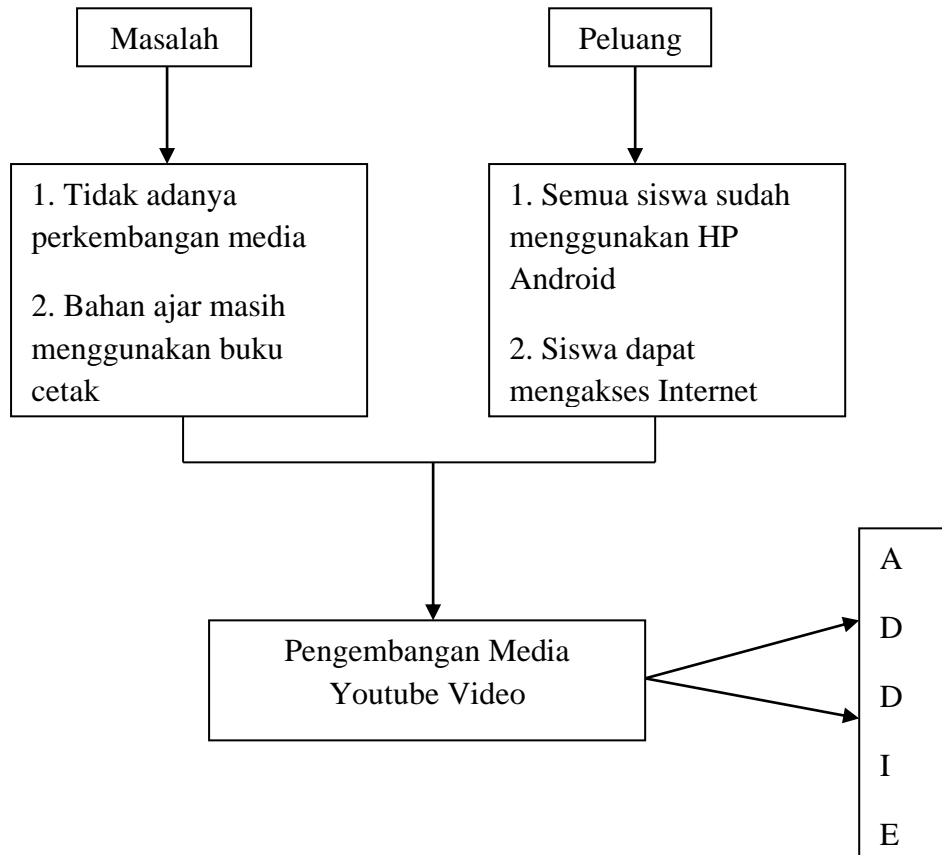 Masalah
Peluang
1. Tidak adanya
perkembangan media
2. Bahan ajar masih
menggunakan buku
cetak
1. Semua siswa sudah
menggunakan HP
Android
2. Siswa dapat
mengakses Internet
Pengembangan Media
Youtube Video
A
D
D
I
E